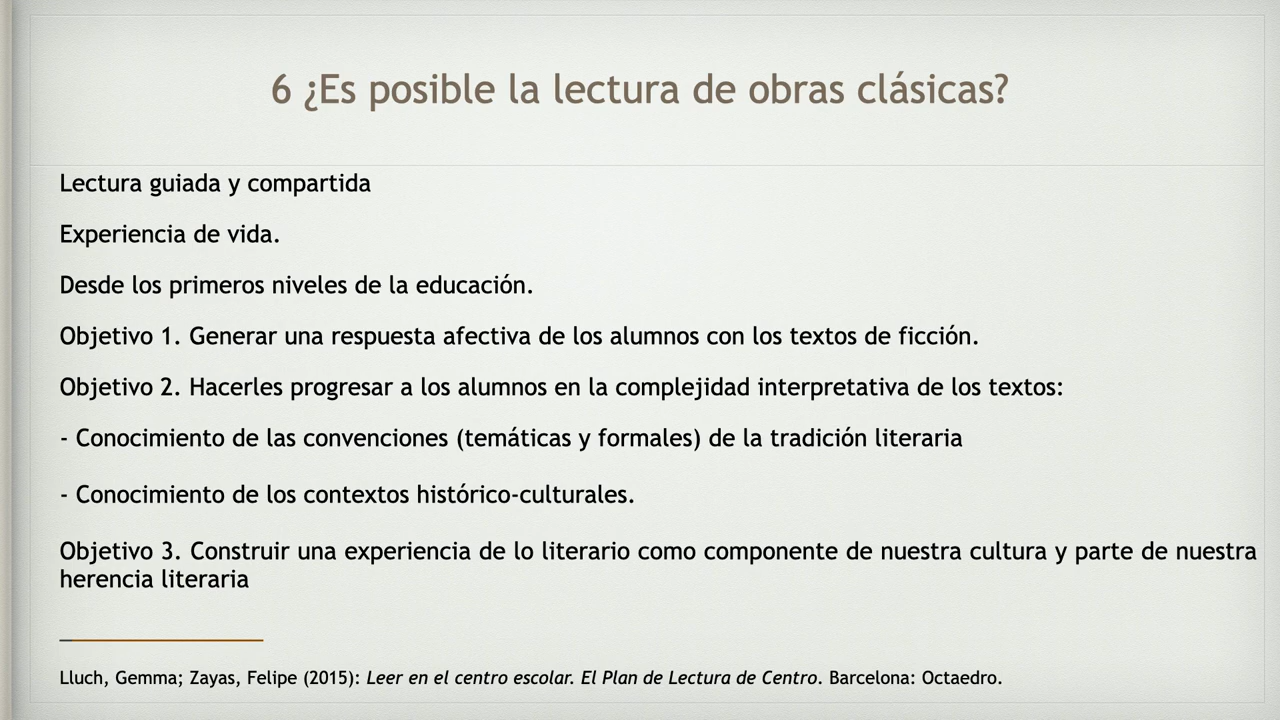 6 ¿Es posible la lectura de obras clásicas?
Lectura guiada y compartida
Experiencia de vida.
Desde los primeros niveles de la educación.
Objetivo 1. Generar una respuesta afectiva de los alumnos con los textos de ficción.
Objetivo 2. Hacerles progresar a los alumnos en la complejidad interpretativa de los textos:
- Conocimiento de las convenciones (temáticas y formales) de la tradición literaria
- Conocimiento de los contextos histórico-culturales.
Objetivo 3. Construir una experiencia de lo literario como componente de nuestra cultura y parte de nuestra
herencia literaria
Lluch, Gemma; Zayas, Felipe (2015): Leer en el centro escolar. El Plan de Lectura de Centro. Barcelona: Octaedro.